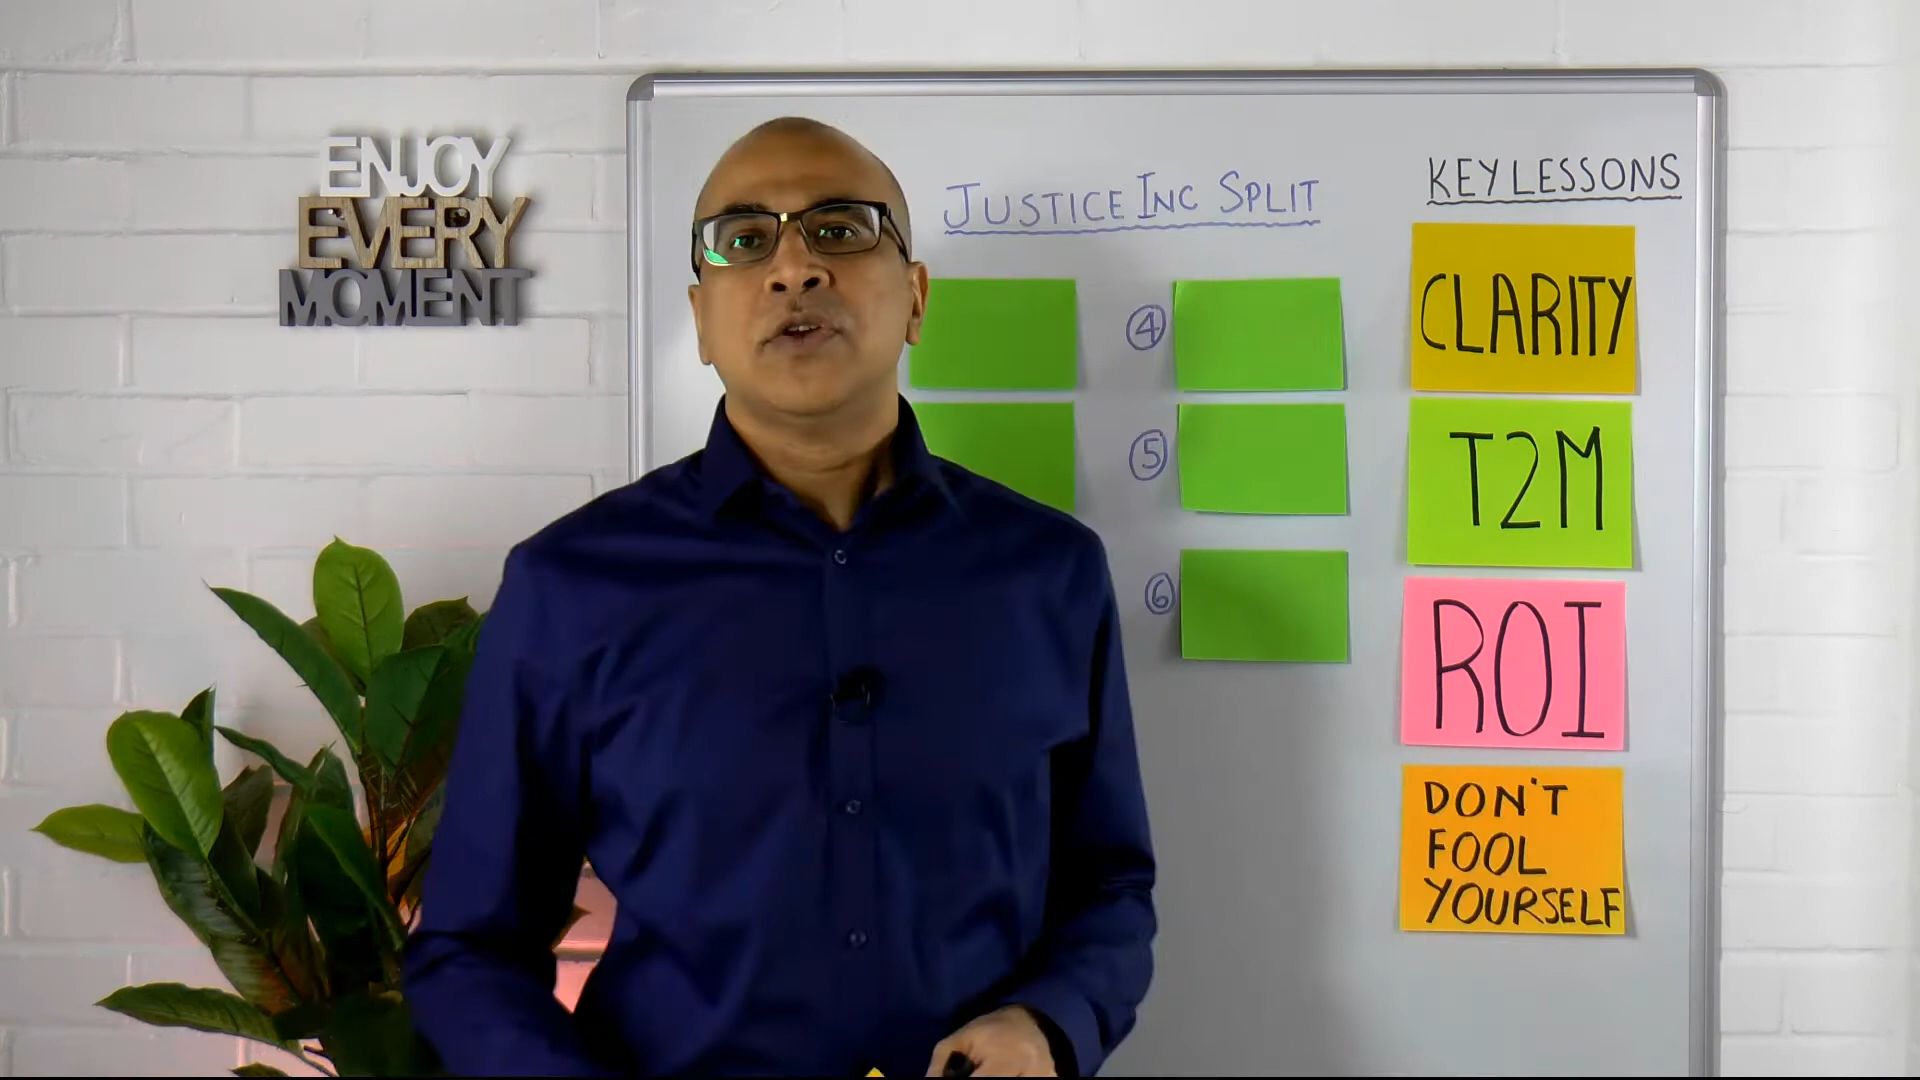 ENJOY
EVERY
MOMENT
JUSTICE INC SPLIT
4
5
6
KEY LESSONS
CLARITY
T2M
ROI
DON'T
FOOL
YOURSELF